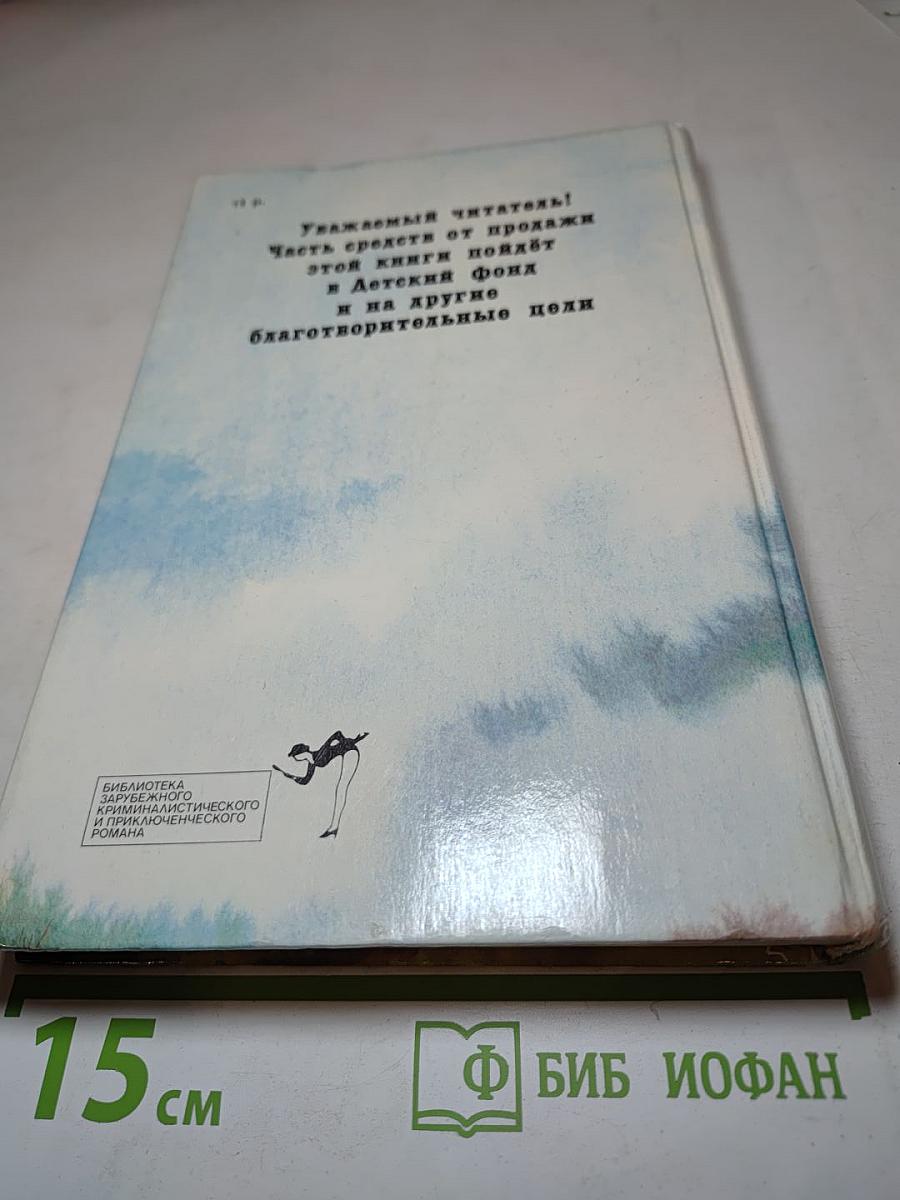 р.
Уважаемый читатель!
Часть средств от продажи
этой книги пойдёт
в Детский Фонд
и на другие
благотворительные цели
БИБЛИОТЕКА
ЗАРУБЕЖНОГО
КРИМИНАЛИСТИЧЕСКОГО
И ПРИКЛЮЧЕНЧЕСКОГО
РОМАНА
15 см
Ф БИБ ИОФАН